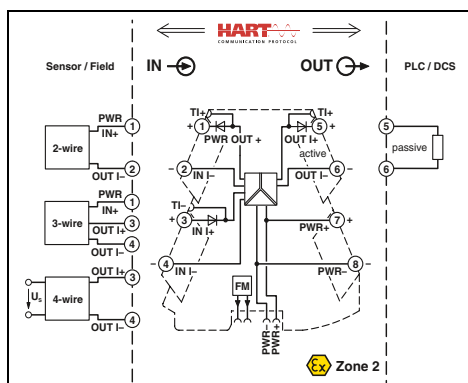 HART
COMMUNICATION PROTOCOL
Sensor / Field
IN
OUT
PLC / DCS
PWR
IN+
1
2-wire
OUT I–
2
PWR
IN+
1
3-wire
OUT I+
3
OUT I–
4
OUT I+
3
US
4-wire
OUT I–
4
TI+
+ 1
PWR OUT +
– 2
IN I–
TI–
+ 3
IN I+
– 4
IN I–
TI+
5 +
OUT I+
active
6 –
OUT I–
7 +
PWR+
8 –
PWR–
FM
PWR–
PWR+
5
passive
6
Ex Zone 2